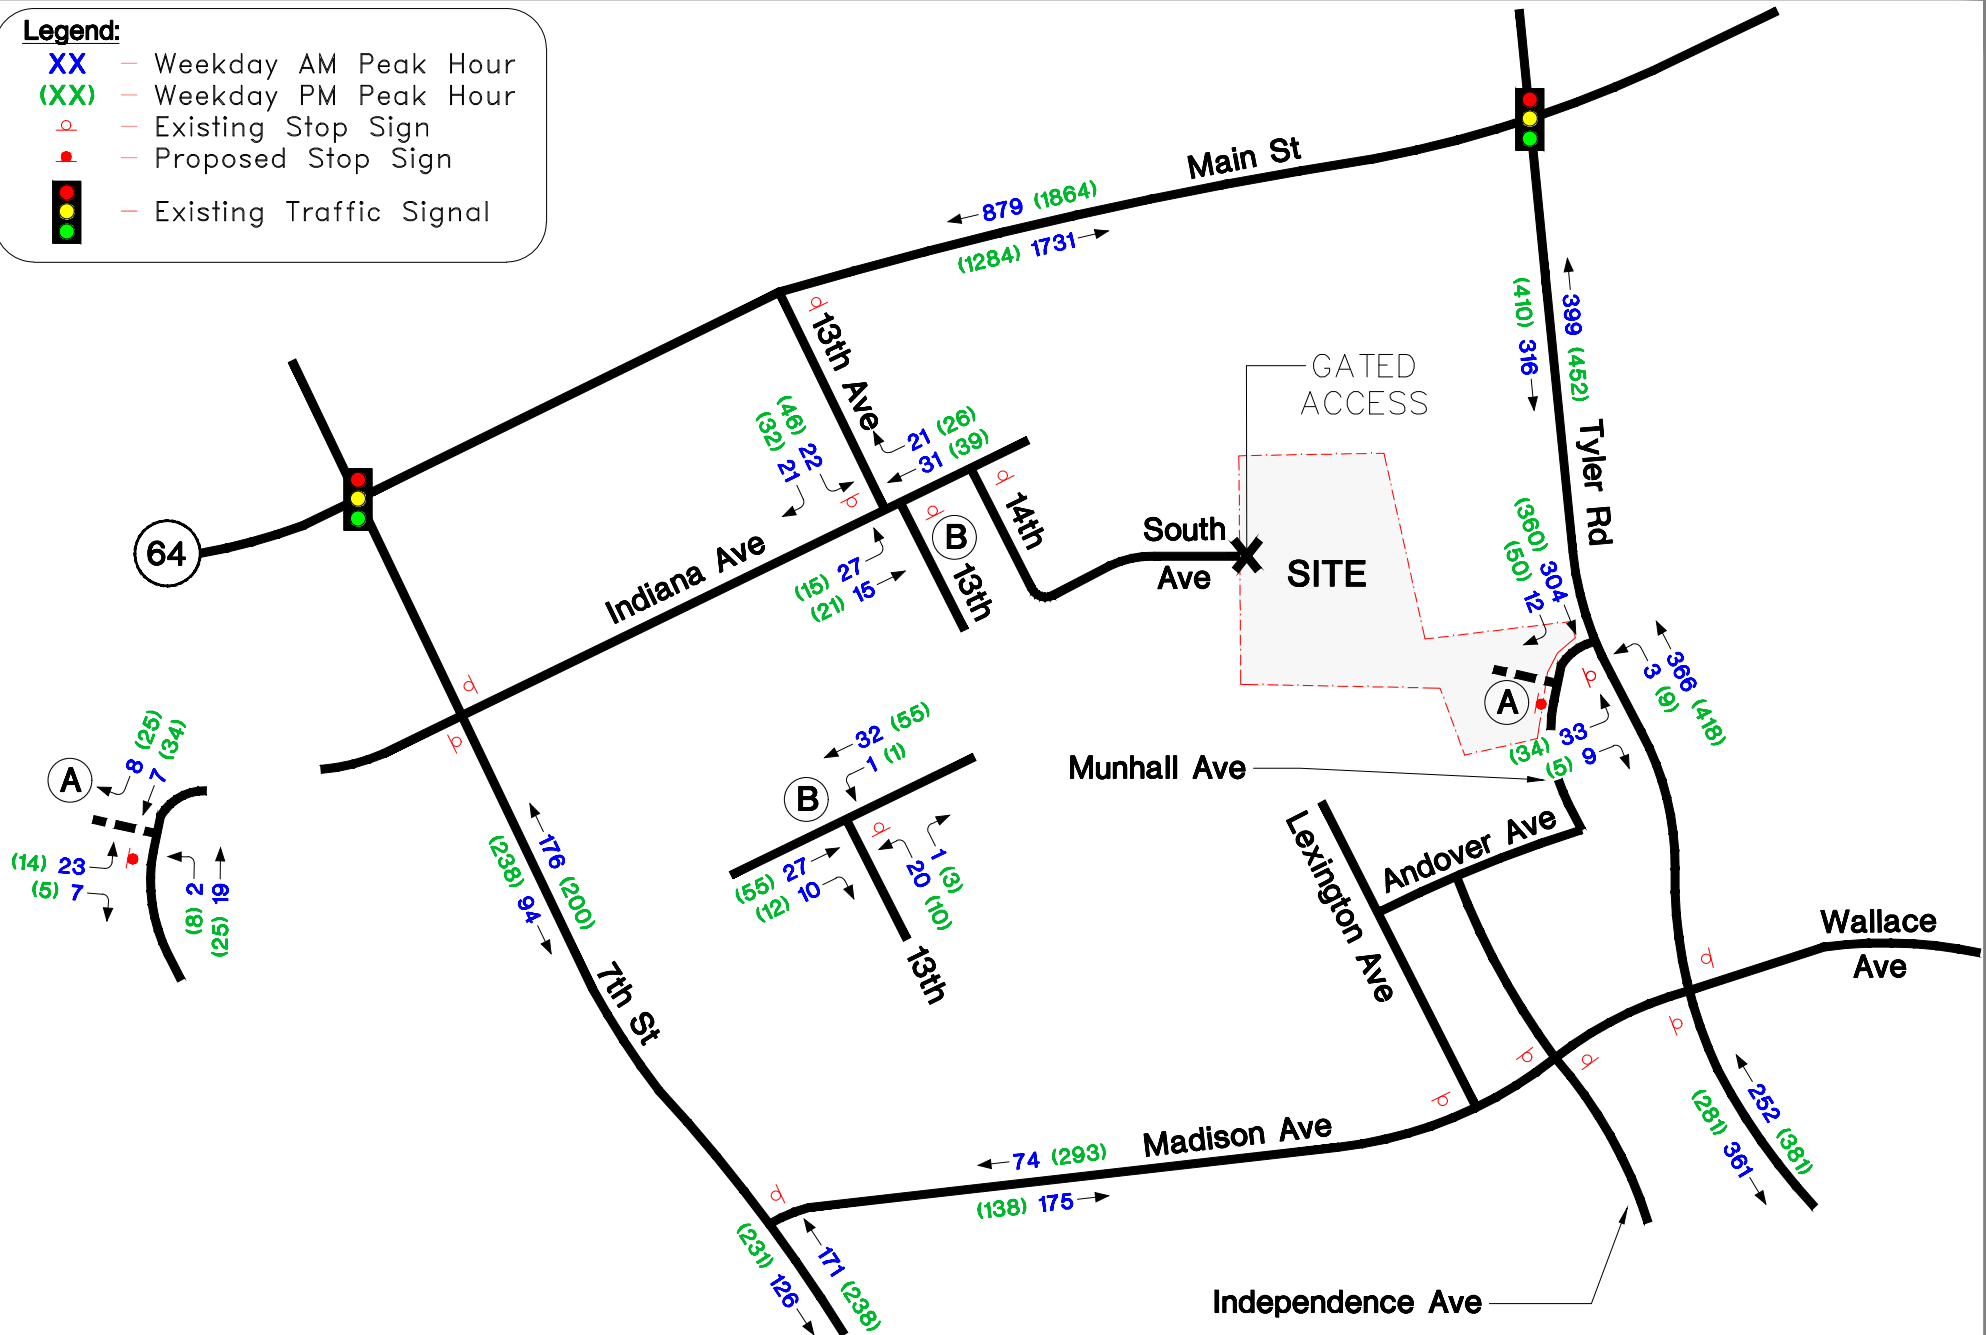 Legend:
XX - Weekday AM Peak Hour
(XX) - Weekday PM Peak Hour
- Existing Stop Sign
- Proposed Stop Sign
- Existing Traffic Signal
Main St
879 (1864)
(1284) 1731
13th Ave
(46) 22
(32) 21
21 (26)
31 (39)
(15) 27
(21) 15
B
13th
14th
Indiana Ave
64
GATED
ACCESS
South
Ave
SITE
399 (452)
(410) 316
Tyler Rd
(360) 304
(50) 12
366 (418)
3 (9)
A
(34) 33
(5) 9
Munhall Ave
A
8 (25)
7 (34)
(14) 23
(5) 7
(8) 2
(25) 19
176 (200)
(238) 94
7th St
B
32 (55)
1 (1)
(55) 27
(12) 10
1 (3)
20 (10)
13th
Lexington Ave
Andover Ave
Wallace
Ave
252 (381)
(281) 361
Madison Ave
74 (293)
(138) 175
171 (238)
(231) 126
Independence Ave